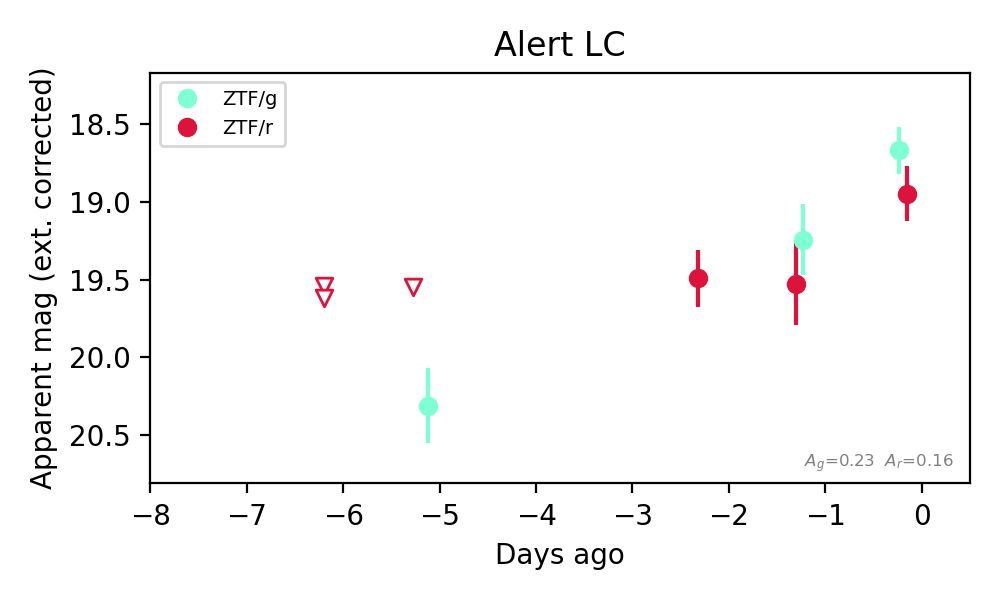 Alert LC
ZTF/g
ZTF/r
Apparent mag (ext. corrected)
18.5
19.0
19.5
20.0
20.5
A_g=0.23 A_r=0.16
−8 −7 −6 −5 −4 −3 −2 −1 0
Days ago